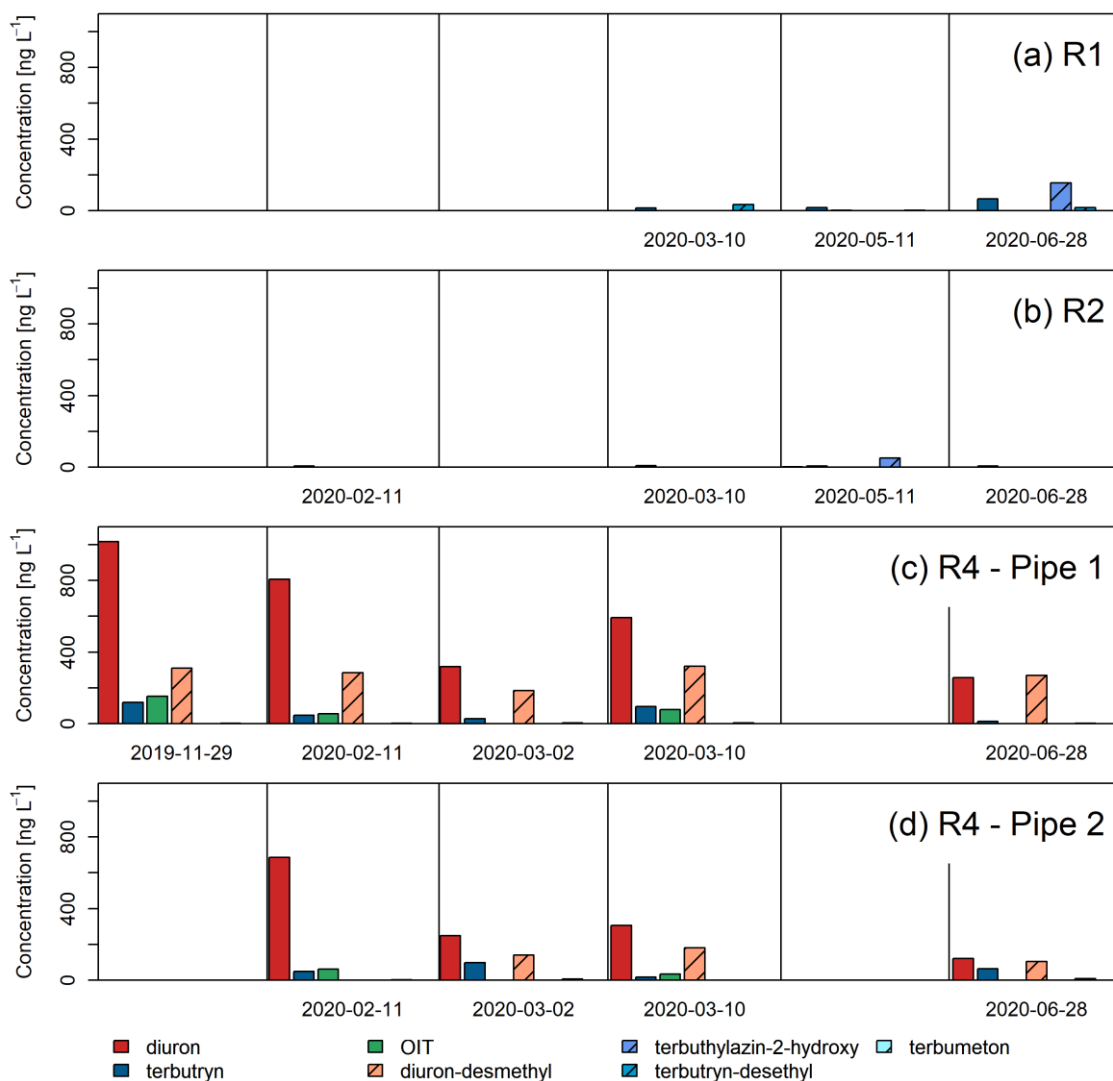 Concentration [ng L⁻¹]
0 400 800
(a) R1
2020-03-10 2020-05-11 2020-06-28
Concentration [ng L⁻¹]
0 400 800
(b) R2
2020-02-11 2020-03-10 2020-05-11 2020-06-28
Concentration [ng L⁻¹]
0 400 800
(c) R4 - Pipe 1
2019-11-29 2020-02-11 2020-03-02 2020-03-10 2020-06-28
Concentration [ng L⁻¹]
0 400 800
(d) R4 - Pipe 2
2020-02-11 2020-03-02 2020-03-10 2020-06-28
diuron OIT terbuthylazin-2-hydroxy terbumeton
terbutryn diuron-desmethyl terbutryn-desethyl